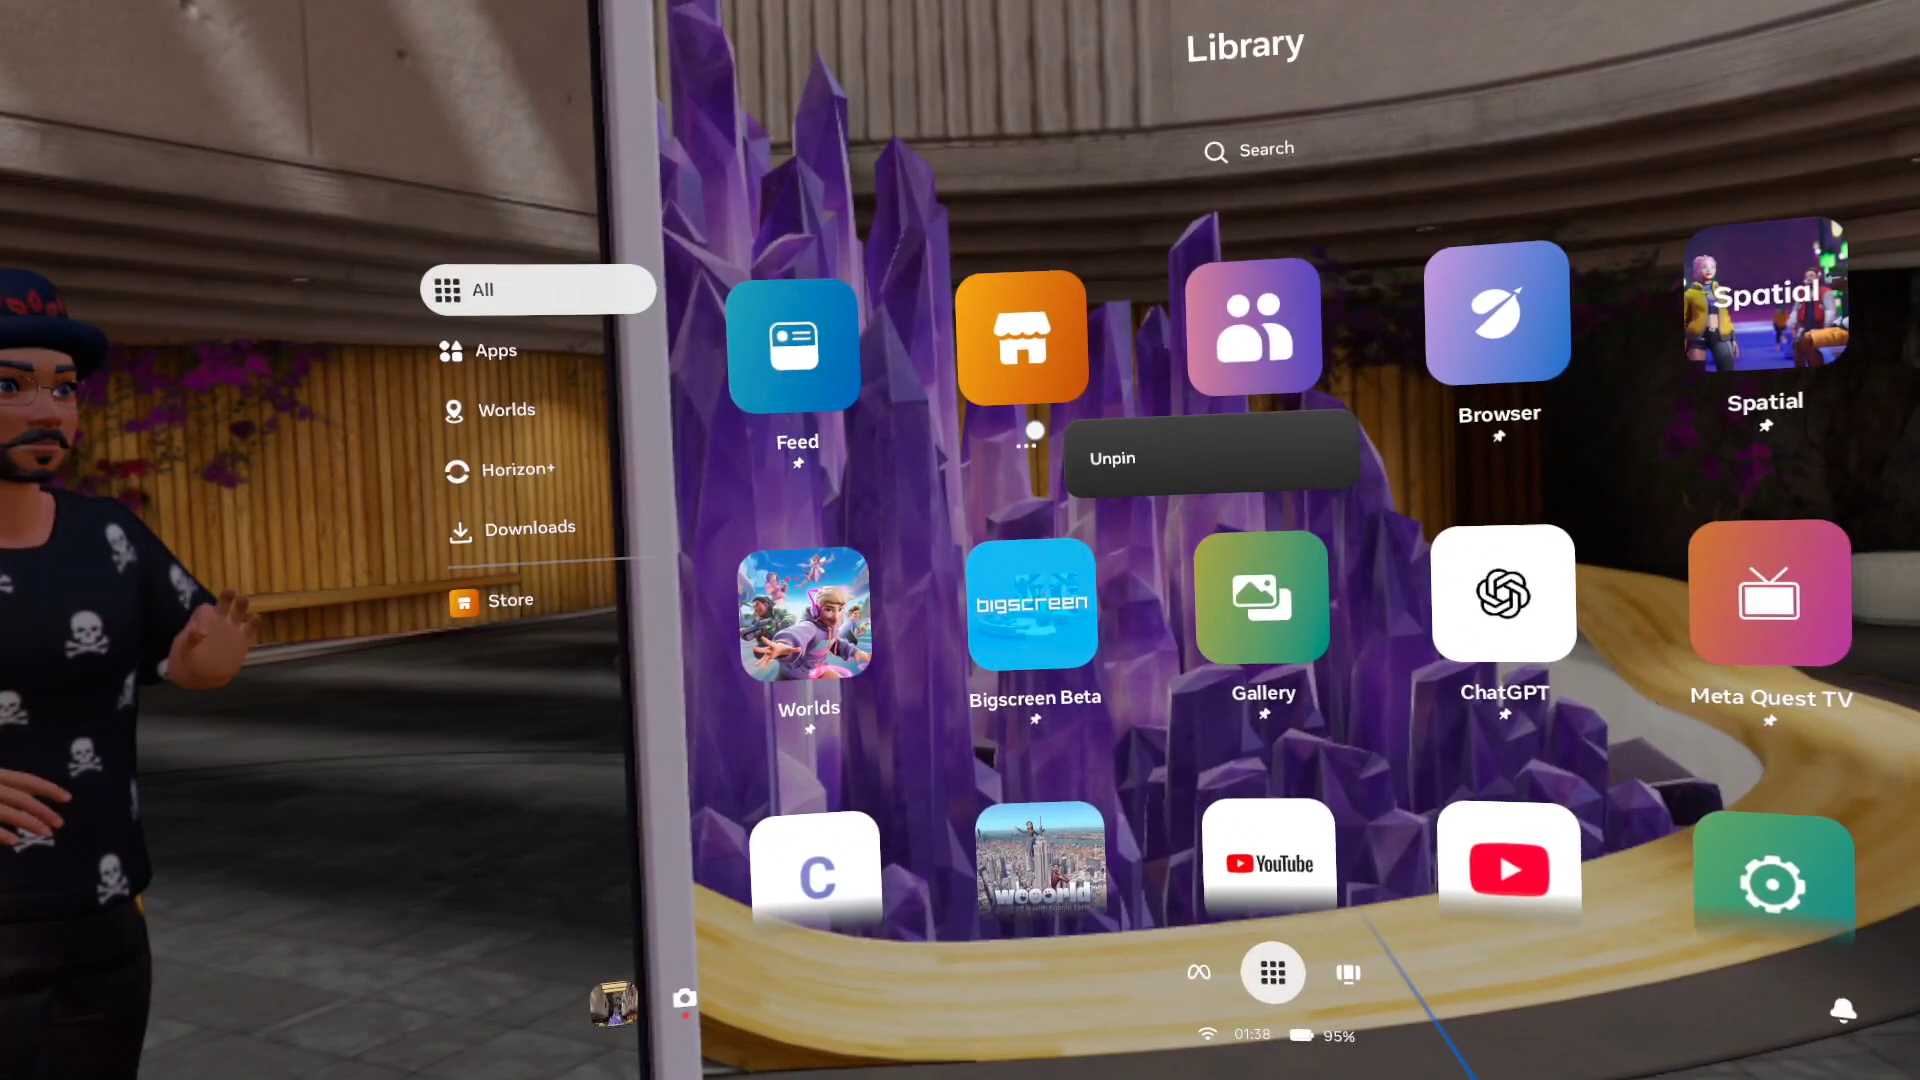 Library
Search
All
Apps
Worlds
Horizon+
Downloads
Store
Feed
Browser
Spatial
Spatial
Unpin
bigscreen
Worlds
Bigscreen Beta
Gallery
ChatGPT
Meta Quest TV
C
wooorld
YouTube
01:38
95%